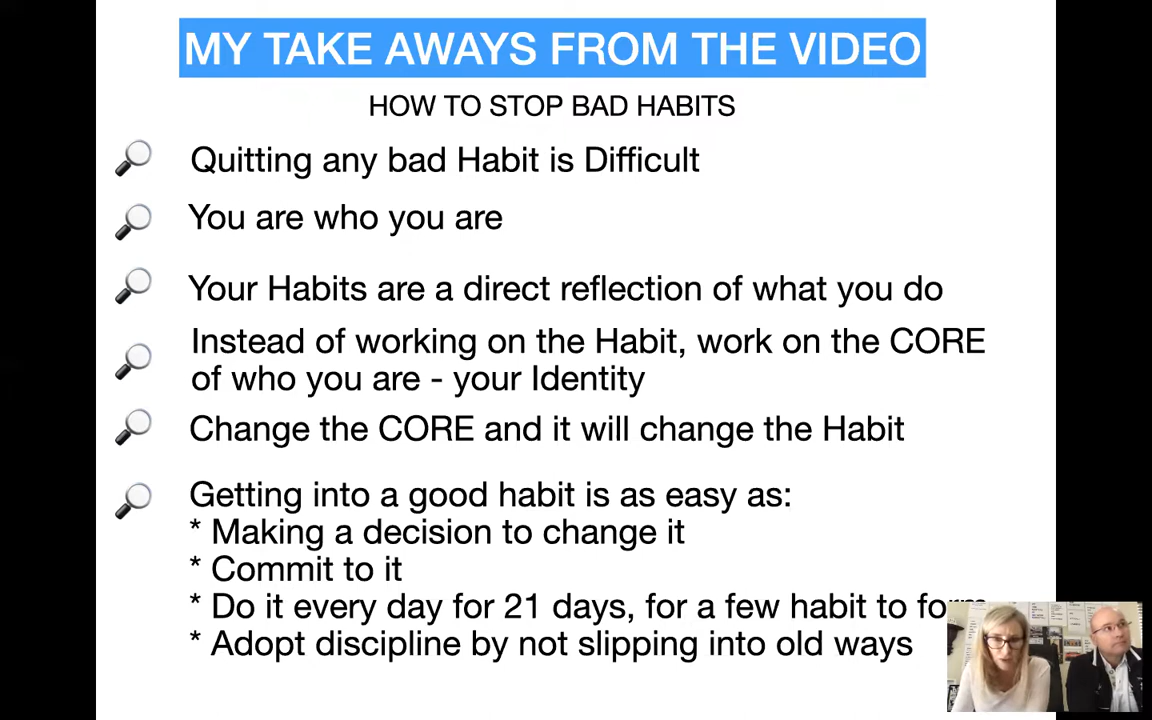 MY TAKE AWAYS FROM THE VIDEO
HOW TO STOP BAD HABITS
Quitting any bad Habit is Difficult
You are who you are
Your Habits are a direct reflection of what you do
Instead of working on the Habit, work on the CORE
of who you are - your Identity
Change the CORE and it will change the Habit
Getting into a good habit is as easy as:
* Making a decision to change it
* Commit to it
* Do it every day for 21 days, for a few habit to form
* Adopt discipline by not slipping into old ways